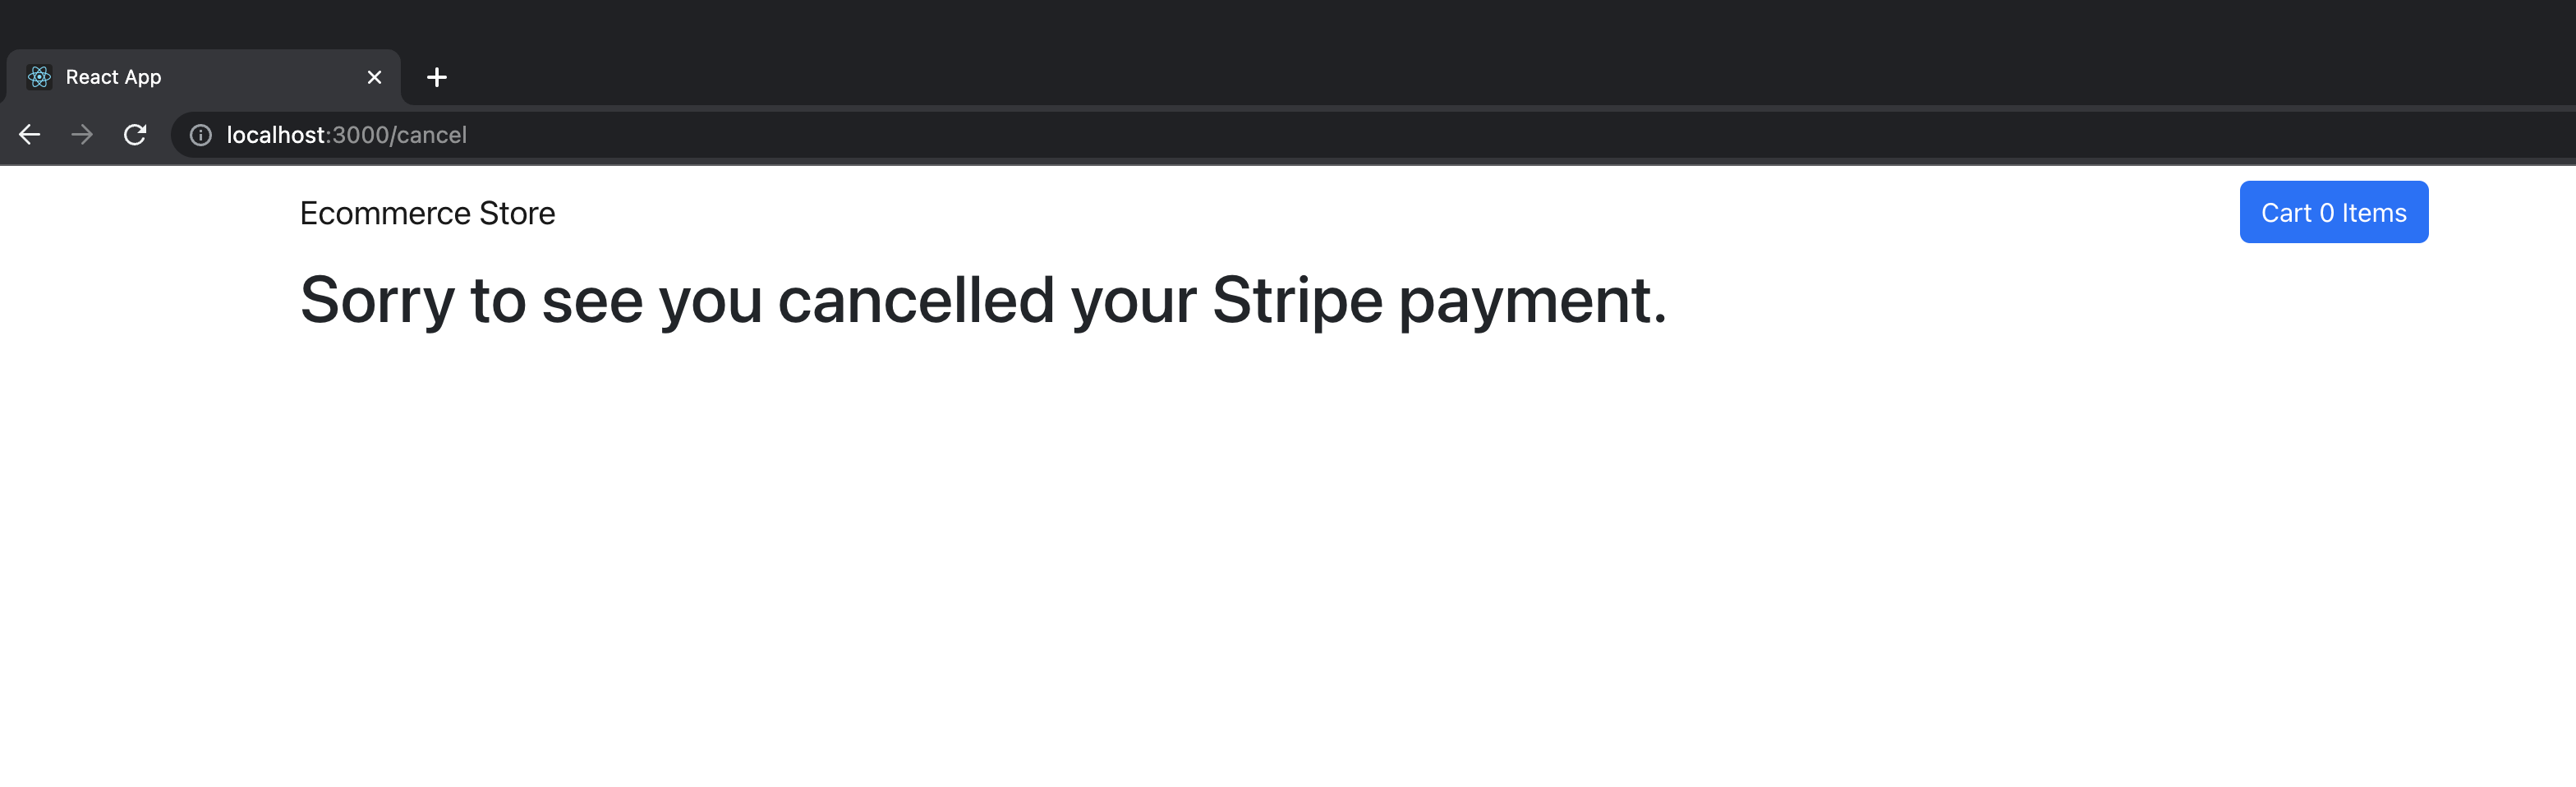 React App
localhost:3000/cancel
Ecommerce Store
Cart 0 Items
Sorry to see you cancelled your Stripe payment.